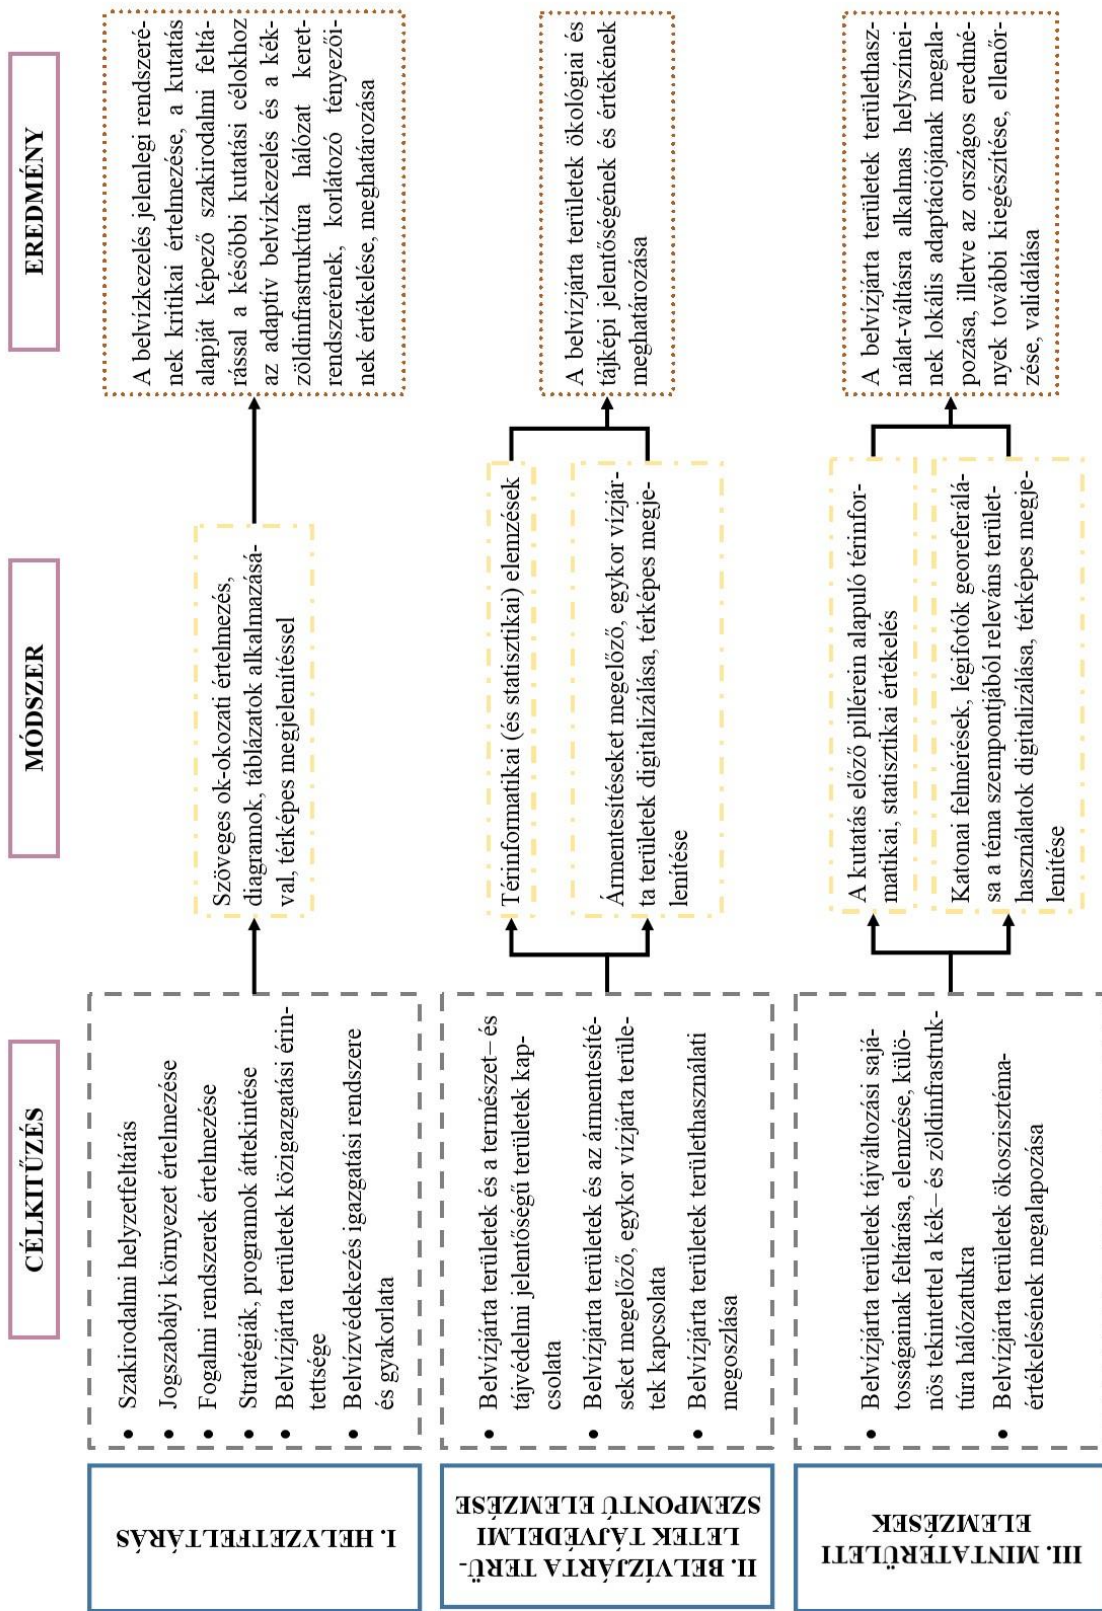 CÉLKITŰZÉS
MÓDSZER
EREDMÉNY
I. HELYZETFELTÁRÁS
• Szakirodalmi helyzetfeltárás
• Jogszabályi környezet értelmezése
• Fogalmi rendszerek értelmezése
• Stratégiák, programok áttekintése
• Belvízjárta területek közigazgatási érin-
tettsége
• Belvízvédekezés igazgatási rendszere
és gyakorlata
Szöveges ok-okozati értelmezés,
diagramok, táblázatok alkalmazásá-
val, térképes megjelenítéssel
A belvízkezelés jelenlegi rendszeré-
nek kritikai értelmezése, a kutatás
alapját képező szakirodalmi feltá-
rással a későbbi kutatási célokhoz
az adaptív belvízkezelés és a kék-
zöldinfrastruktúra hálózat keret-
rendszerének, korlátozó tényezői-
nek értékelése, meghatározása
II. BELVÍZJÁRTA TERÜ-
LETEK TÁJVÉDELMI
SZEMPONTÚ ELEMZÉSE
• Belvízjárta területek és a természet– és
tájvédelmi jelentőségű területek kap-
csolata
• Belvízjárta területek és az ármentesíté-
seket megelőző, egykor vízjárta terüle-
tek kapcsolata
• Belvízjárta területek területhasználati
megoszlása
Térinformatikai (és statisztikai) elemzések
Ármentesítéseket megelőző, egykor vízjár-
ta területek digitalizálása, térképes megje-
lenítése
A belvízjárta területek ökológiai és
tájképi jelentőségének és értékének
meghatározása
III. MINTATERÜLETI
ELEMZÉSEK
• Belvízjárta területek tájváltozási sajá-
tosságainak feltárása, elemzése, külö-
nös tekintettel a kék– és zöldinfrastruk-
túra hálózatukra
• Belvízjárta területek ökoszisztéma-
értékelésének megalapozása
A kutatás előző pillérein alapuló térinfor-
matikai, statisztikai értékelés
Katonai felmérések, légifotók georeferálá-
sa a téma szempontjából releváns terület-
használatok digitalizálása, térképes megje-
lenítése
A belvízjárta területek területhasz-
nálat-váltásra alkalmas helyszínei-
nek lokális adaptációjának megala-
pozása, illetve az országos eredmé-
nyek további kiegészítése, ellenőr-
zése, validálása